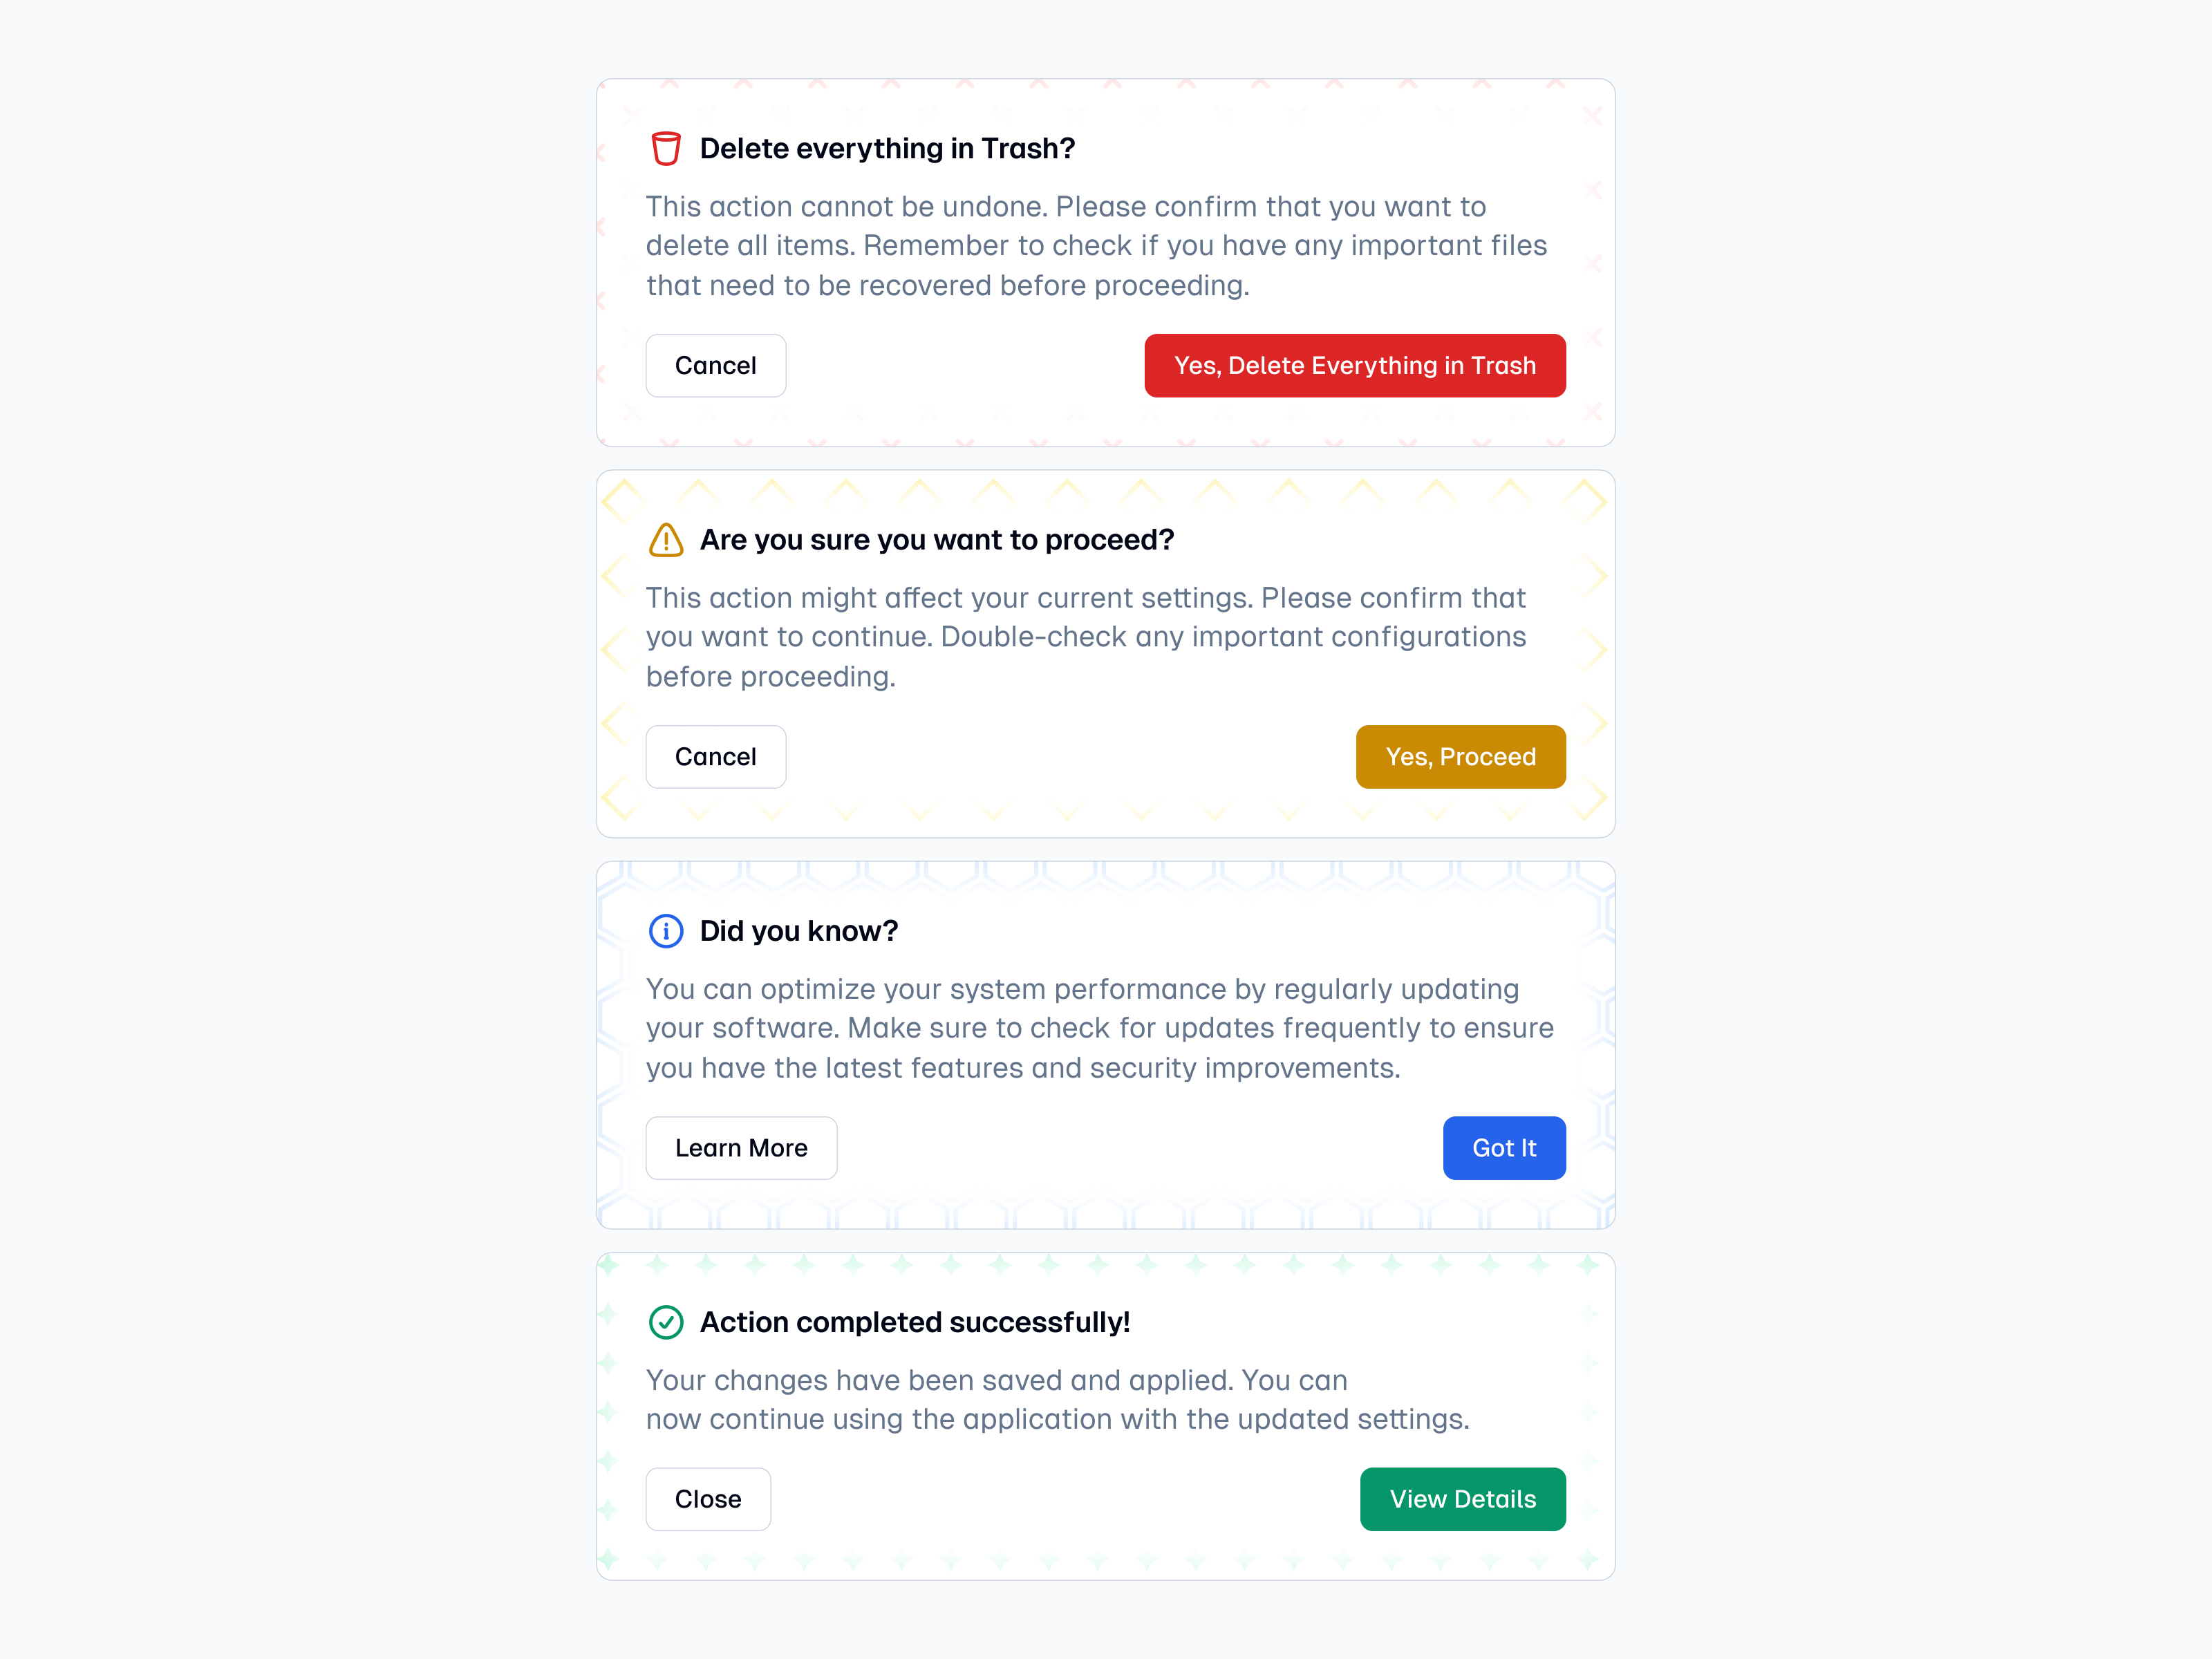 Delete everything in Trash?
This action cannot be undone. Please confirm that you want to
delete all items. Remember to check if you have any important files
that need to be recovered before proceeding.
Cancel
Yes, Delete Everything in Trash
Are you sure you want to proceed?
This action might affect your current settings. Please confirm that
you want to continue. Double-check any important configurations
before proceeding.
Cancel
Yes, Proceed
Did you know?
You can optimize your system performance by regularly updating
your software. Make sure to check for updates frequently to ensure
you have the latest features and security improvements.
Learn More
Got It
Action completed successfully!
Your changes have been saved and applied. You can
now continue using the application with the updated settings.
Close
View Details